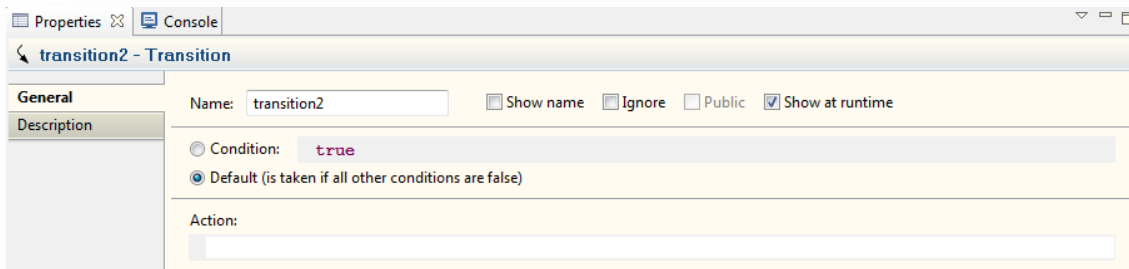 Properties Console
transition2 - Transition
General
Description
Name: transition2 Show name Ignore Public Show at runtime
Condition: true
Default (is taken if all other conditions are false)
Action: